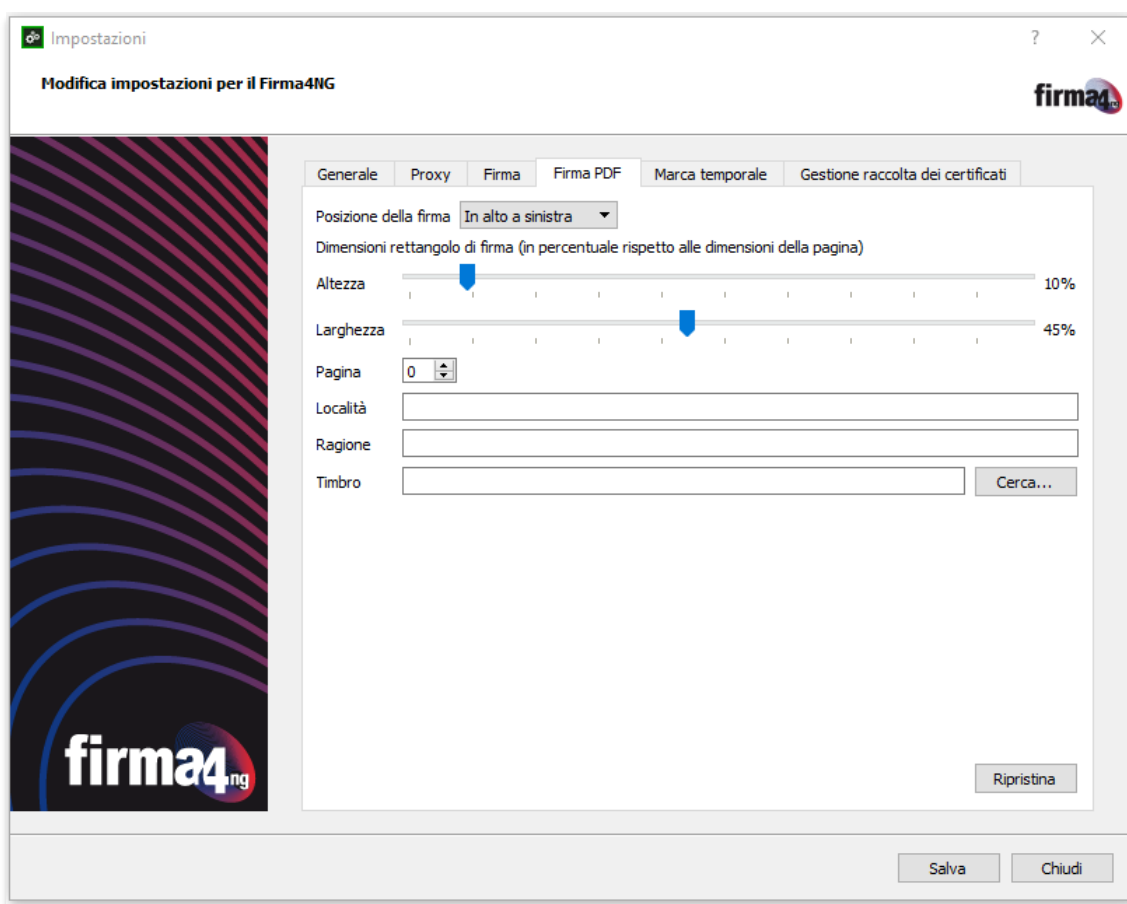 Impostazioni
?
Modifica impostazioni per il Firma4NG
firma4ng
Generale Proxy Firma Firma PDF Marca temporale Gestione raccolta dei certificati
Posizione della firma In alto a sinistra
Dimensioni rettangolo di firma (in percentuale rispetto alle dimensioni della pagina)
Altezza 10%
Larghezza 45%
Pagina 0
Località
Ragione
Timbro Cerca...
firma4ng
Ripristina
Salva Chiudi